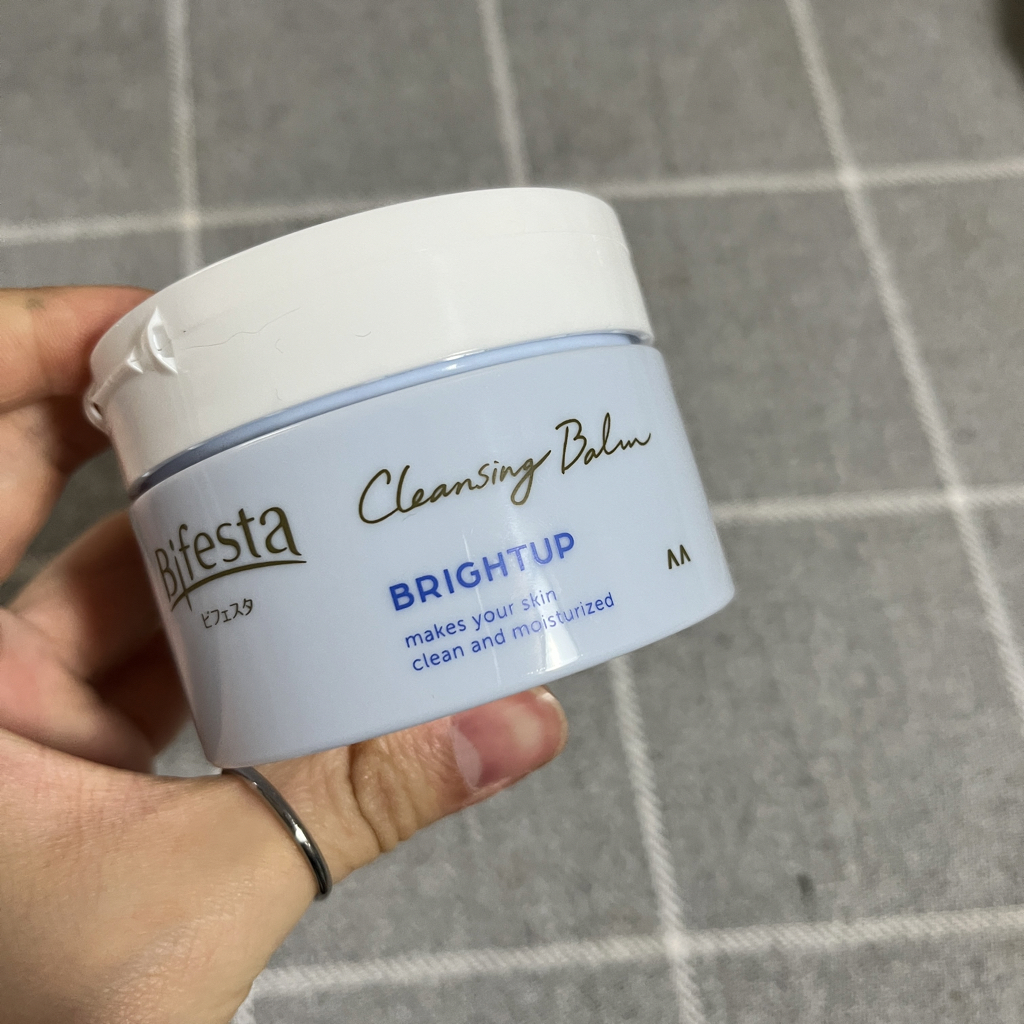 Bifesta
ビフェスタ
Cleansing Balm
BRIGHTUP
makes your skin
clean and moisturized